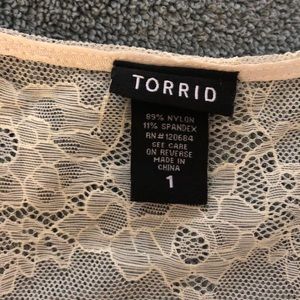 TORRID
89% NYLON
11% SPANDEX
RN#120684
SEE CARE
ON REVERSE
MADE IN
CHINA
1